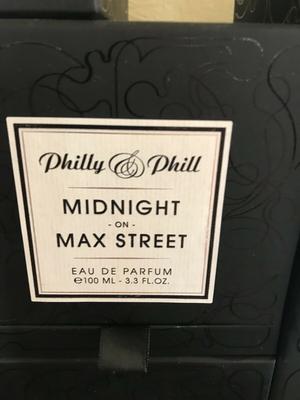 Philly & Phill
MIDNIGHT
- ON -
MAX STREET
EAU DE PARFUM
℮100 ML - 3.3 FL.OZ.